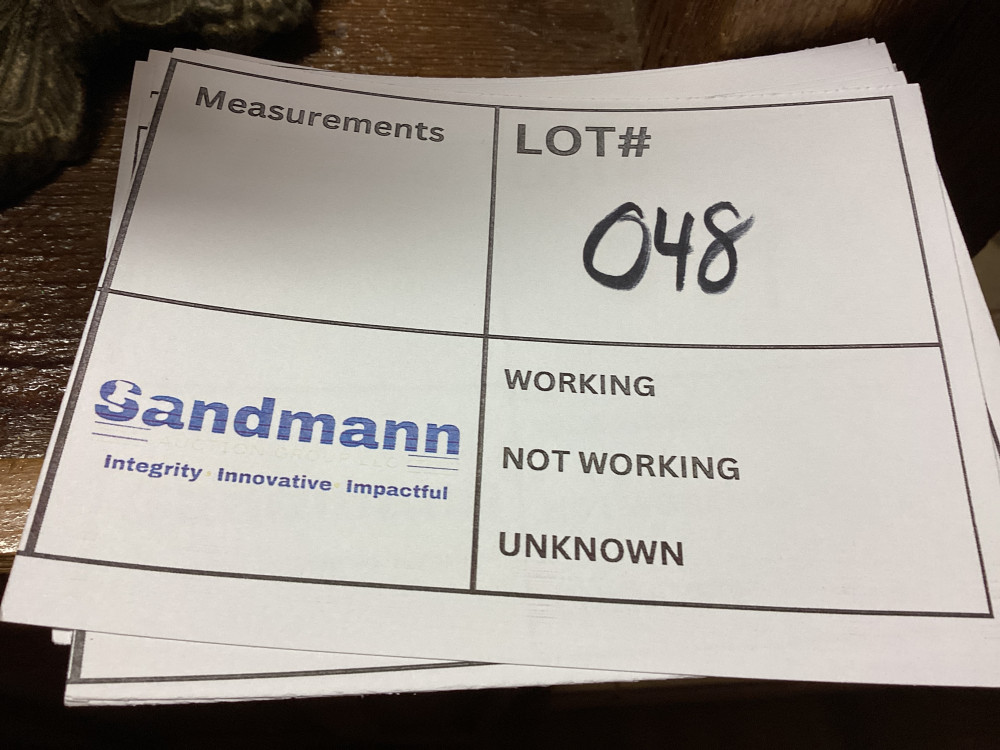 Measurements
LOT#
048
Sandmann
Integrity Innovative Impactful
WORKING
NOT WORKING
UNKNOWN